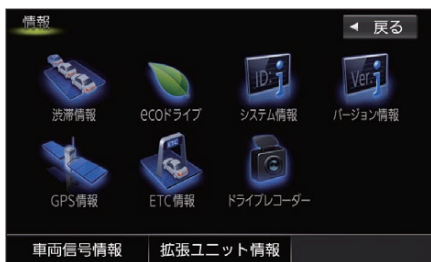 情報
◀ 戻る
ID:i
Ver.i
渋滞情報
ecoドライブ
システム情報
バージョン情報
GPS情報
ETC情報
ドライブレコーダー
車両信号情報
拡張ユニット情報